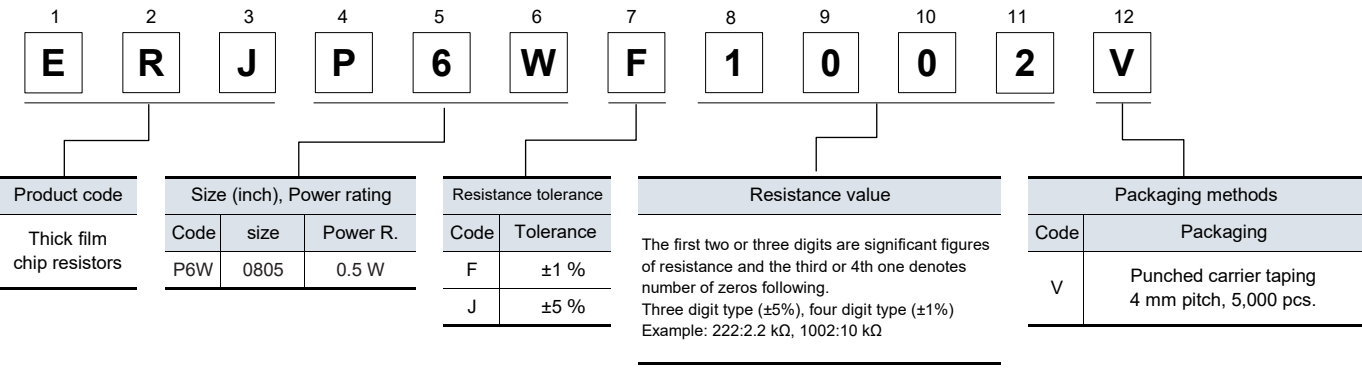 1 2 3 4 5 6 7 8 9 10 11 12
E R J P 6 W F 1 0 0 2 V
Product code
Thick film
chip resistors
Size (inch), Power rating
Code size Power R.
P6W 0805 0.5 W
Resistance tolerance
Code Tolerance
F ±1 %
J ±5 %
Resistance value
The first two or three digits are significant figures
of resistance and the third or 4th one denotes
number of zeros following.
Three digit type (±5%), four digit type (±1%)
Example: 222:2.2 kΩ, 1002:10 kΩ
Packaging methods
Code Packaging
V Punched carrier taping
4 mm pitch, 5,000 pcs.